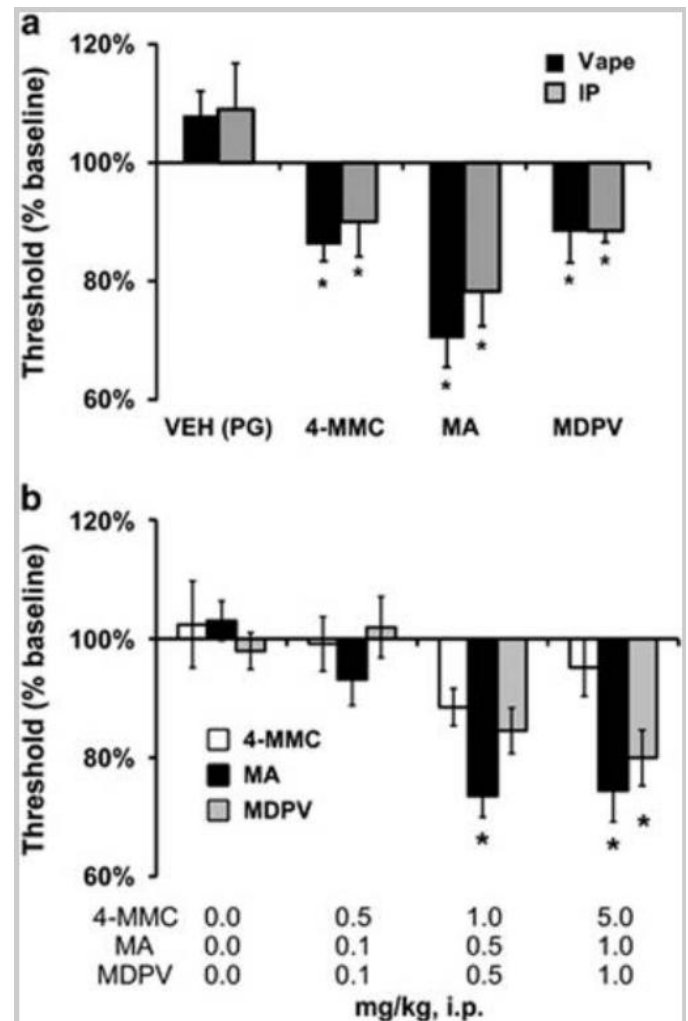 a
120%
Vape
IP
100%
80%
60%
Threshold (% baseline)
* * * * * *
VEH (PG) 4-MMC MA MDPV
b
120%
100%
80%
60%
Threshold (% baseline)
4-MMC
MA
MDPV
* * *
4-MMC 0.0 0.5 1.0 5.0
MA 0.0 0.1 0.5 1.0
MDPV 0.0 0.1 0.5 1.0
mg/kg, i.p.